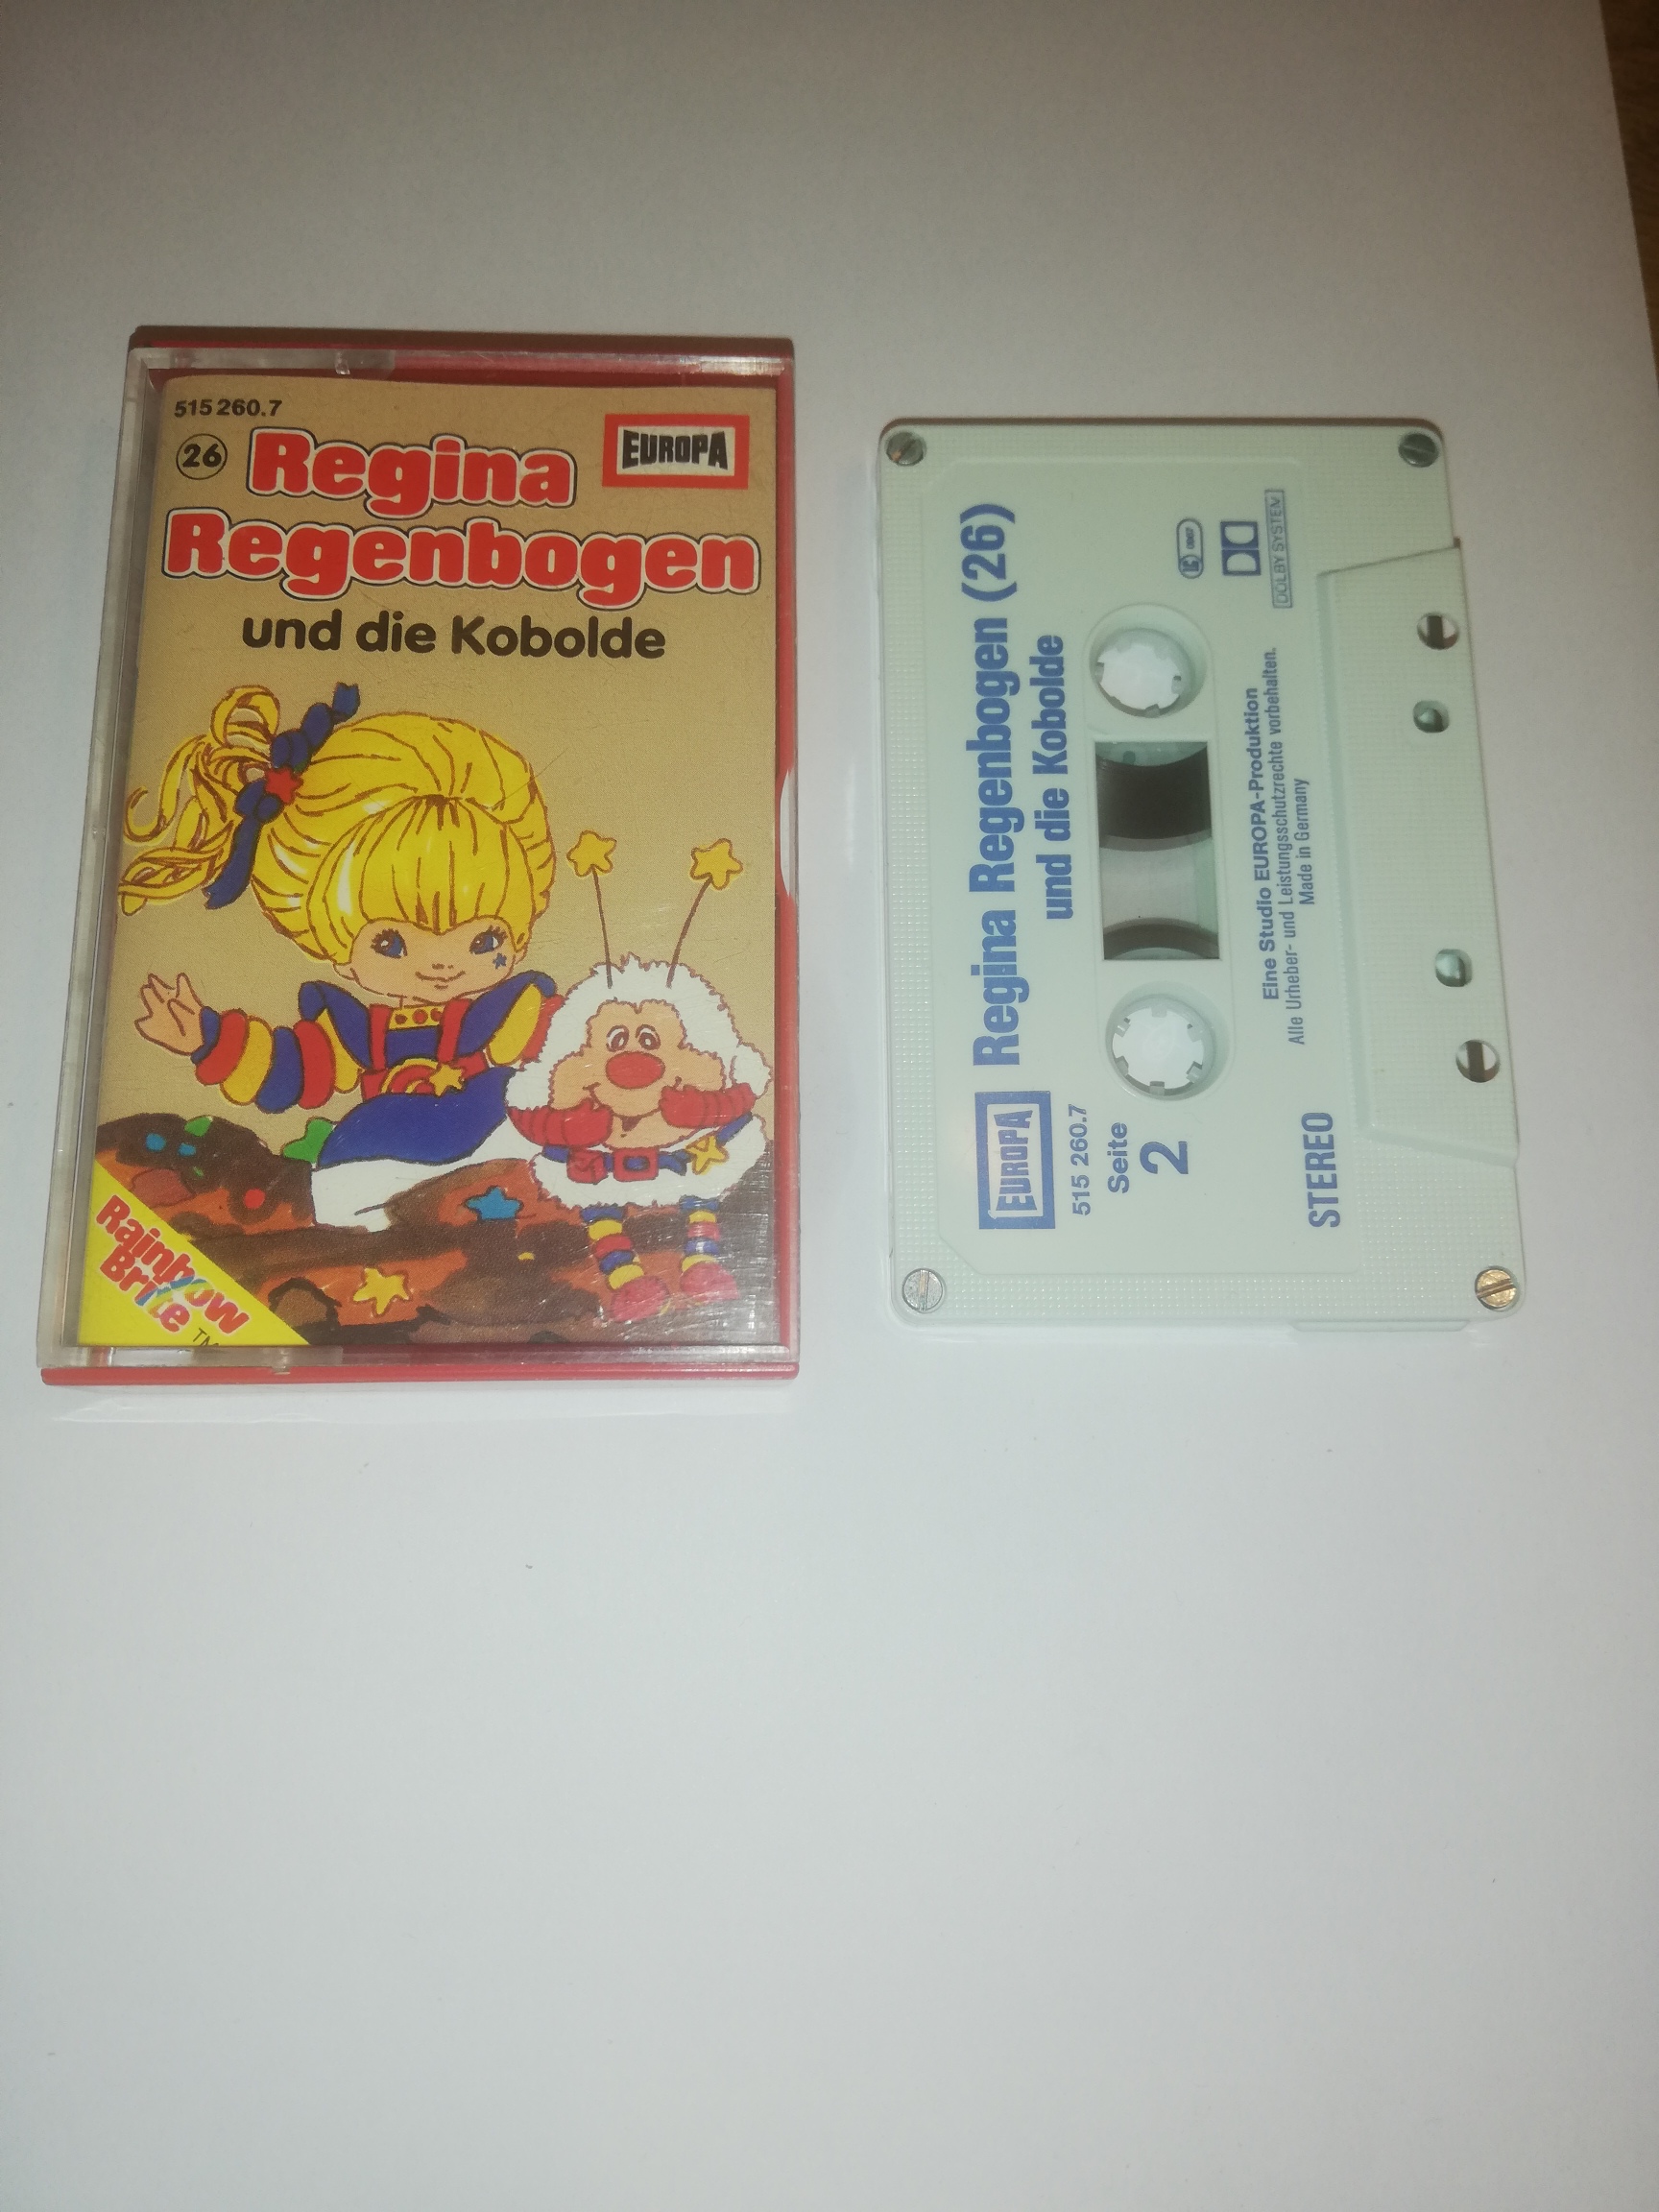 515 260.7
26 Regina
EUROPA
Regenbogen
und die Kobolde
Rainbow
Brite ™
Regina Regenbogen (26)
und die Kobolde
EUROPA
515 260.7
Seite
2
DOLBY SYSTEM
Eine Studio EUROPA-Produktion
Alle Urheber- und Leistungsschutzrechte vorbehalten.
Made in Germany
STEREO